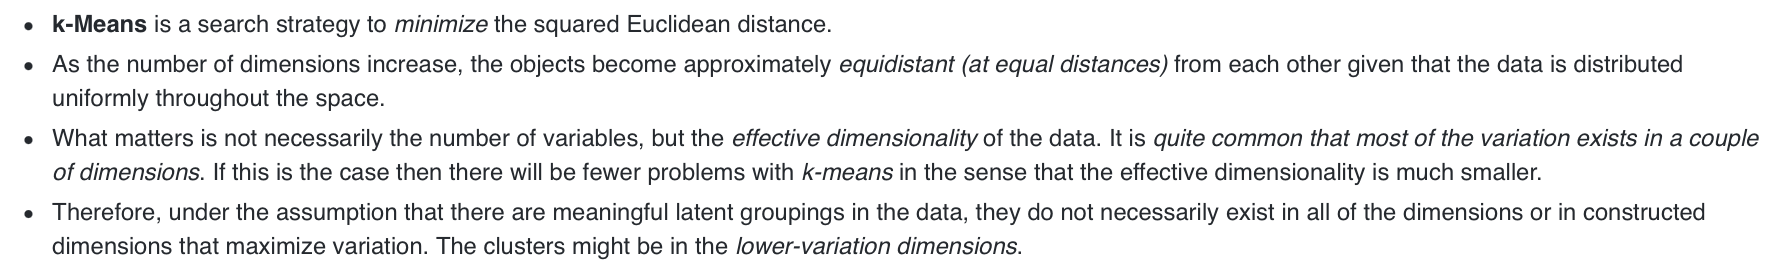 • k-Means is a search strategy to minimize the squared Euclidean distance.
• As the number of dimensions increase, the objects become approximately equidistant (at equal distances) from each other given that the data is distributed
uniformly throughout the space.
• What matters is not necessarily the number of variables, but the effective dimensionality of the data. It is quite common that most of the variation exists in a couple
of dimensions. If this is the case then there will be fewer problems with k-means in the sense that the effective dimensionality is much smaller.
• Therefore, under the assumption that there are meaningful latent groupings in the data, they do not necessarily exist in all of the dimensions or in constructed
dimensions that maximize variation. The clusters might be in the lower-variation dimensions.